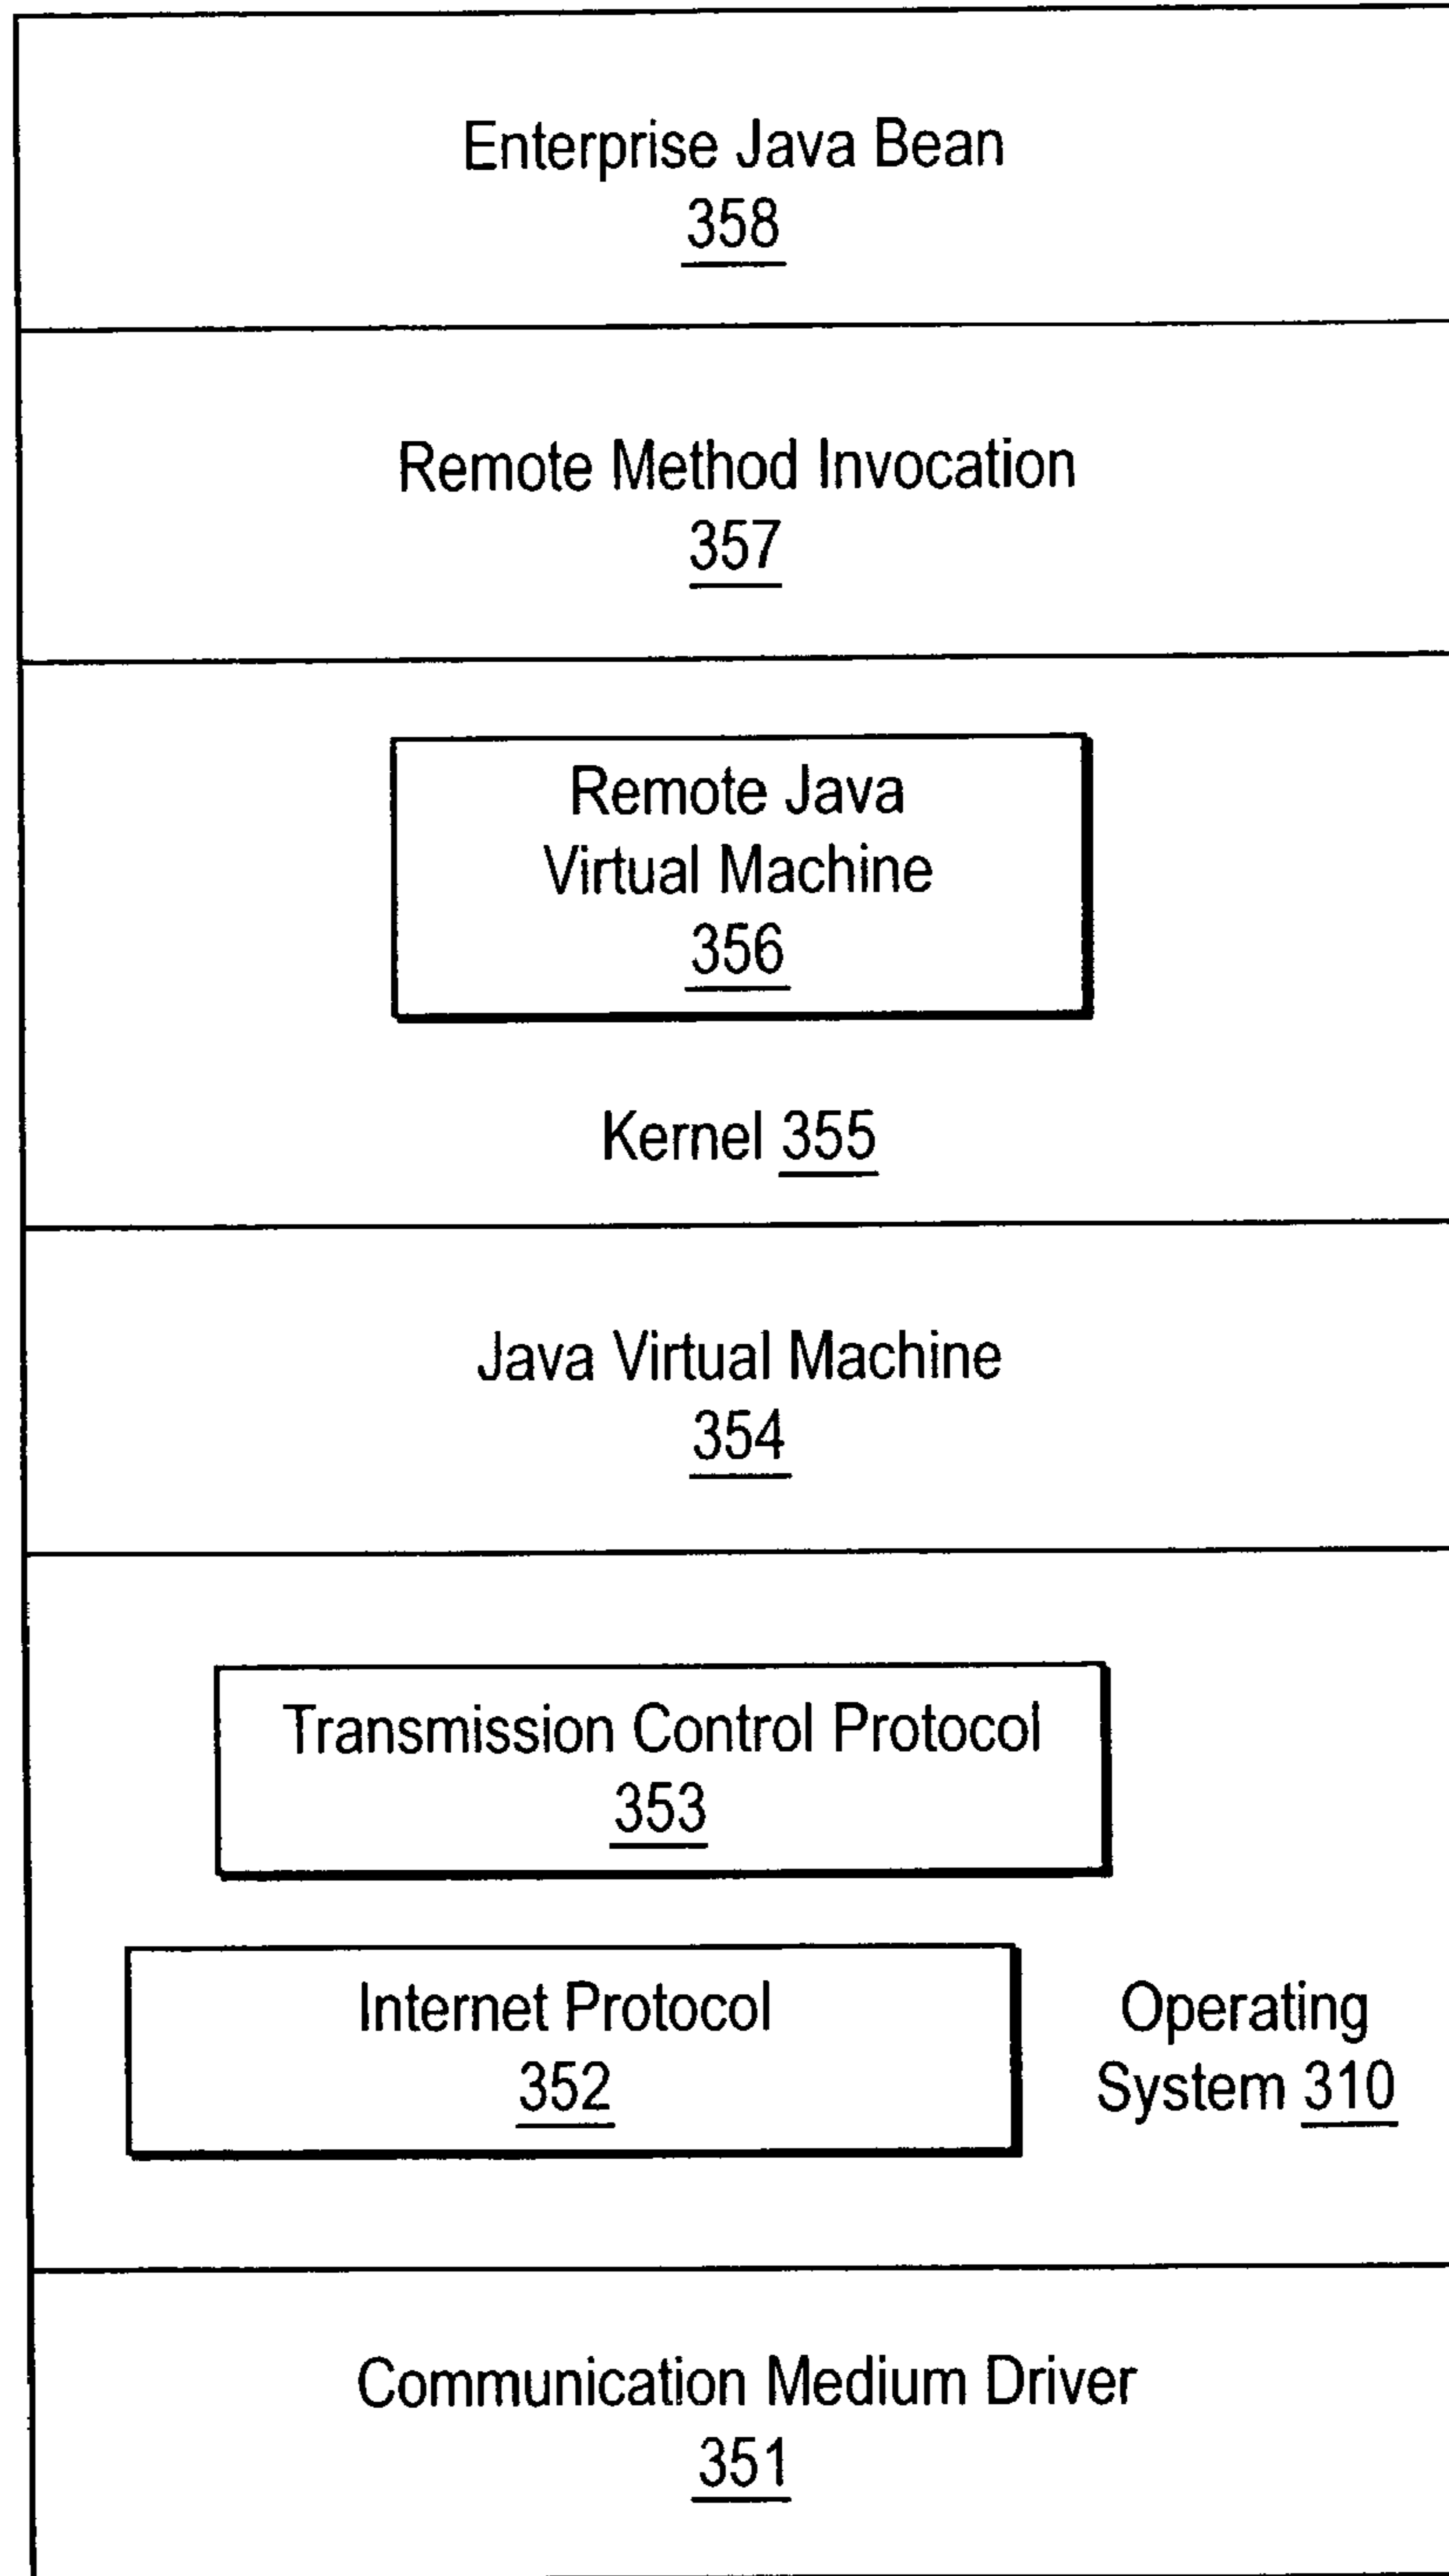 Enterprise Java Bean
358
Remote Method Invocation
357
Remote Java
Virtual Machine
356
Kernel 355
Java Virtual Machine
354
Transmission Control Protocol
353
Internet Protocol
352
Operating
System 310
Communication Medium Driver
351